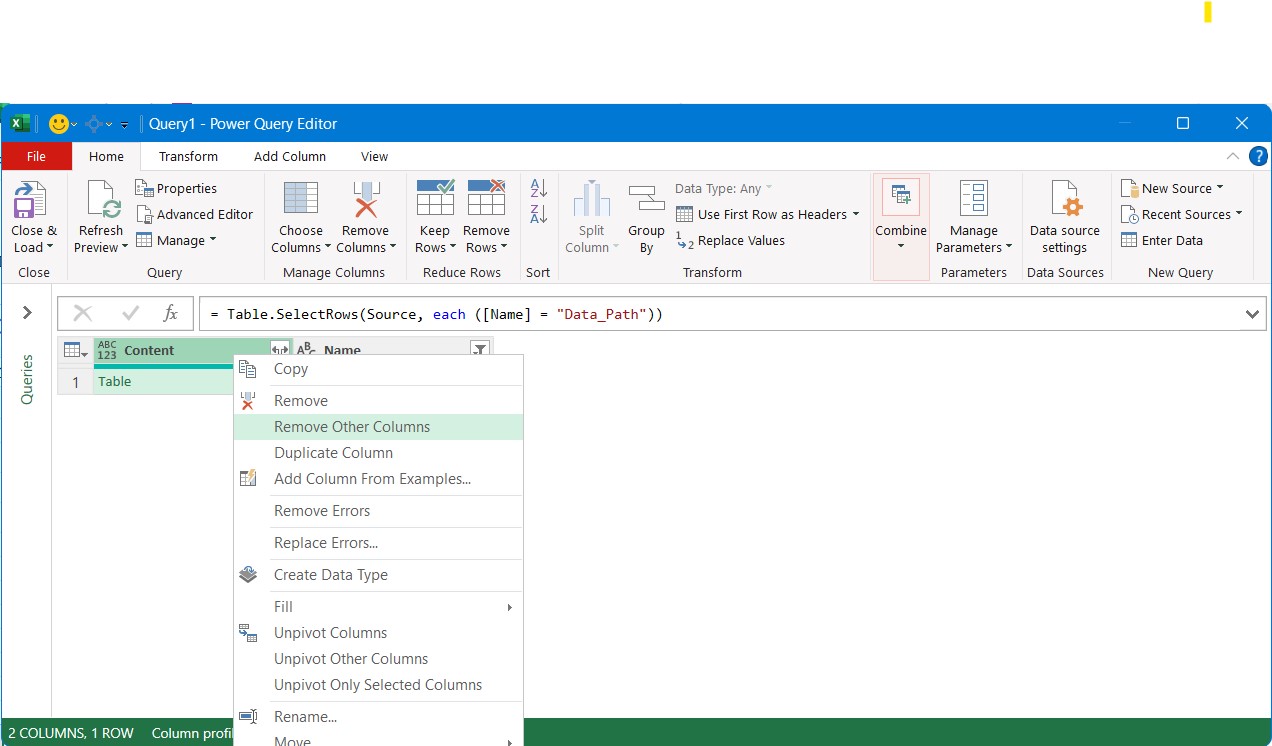 Query1 - Power Query Editor
File Home Transform Add Column View
Close & Load
Close
Refresh Preview
Properties
Advanced Editor
Manage
Query
Choose Columns
Remove Columns
Manage Columns
Keep Rows
Remove Rows
Reduce Rows
Sort
Split Column
Group By
Data Type: Any
Use First Row as Headers
Replace Values
Transform
Combine
Manage Parameters
Parameters
Data source settings
Data Sources
New Source
Recent Sources
Enter Data
New Query
Queries
fx = Table.SelectRows(Source, each ([Name] = "Data_Path"))
ABC 123 Content ABC Name
1 Table
Copy
Remove
Remove Other Columns
Duplicate Column
Add Column From Examples...
Remove Errors
Replace Errors...
Create Data Type
Fill
Unpivot Columns
Unpivot Other Columns
Unpivot Only Selected Columns
Rename...
Move
2 COLUMNS, 1 ROW Column profil